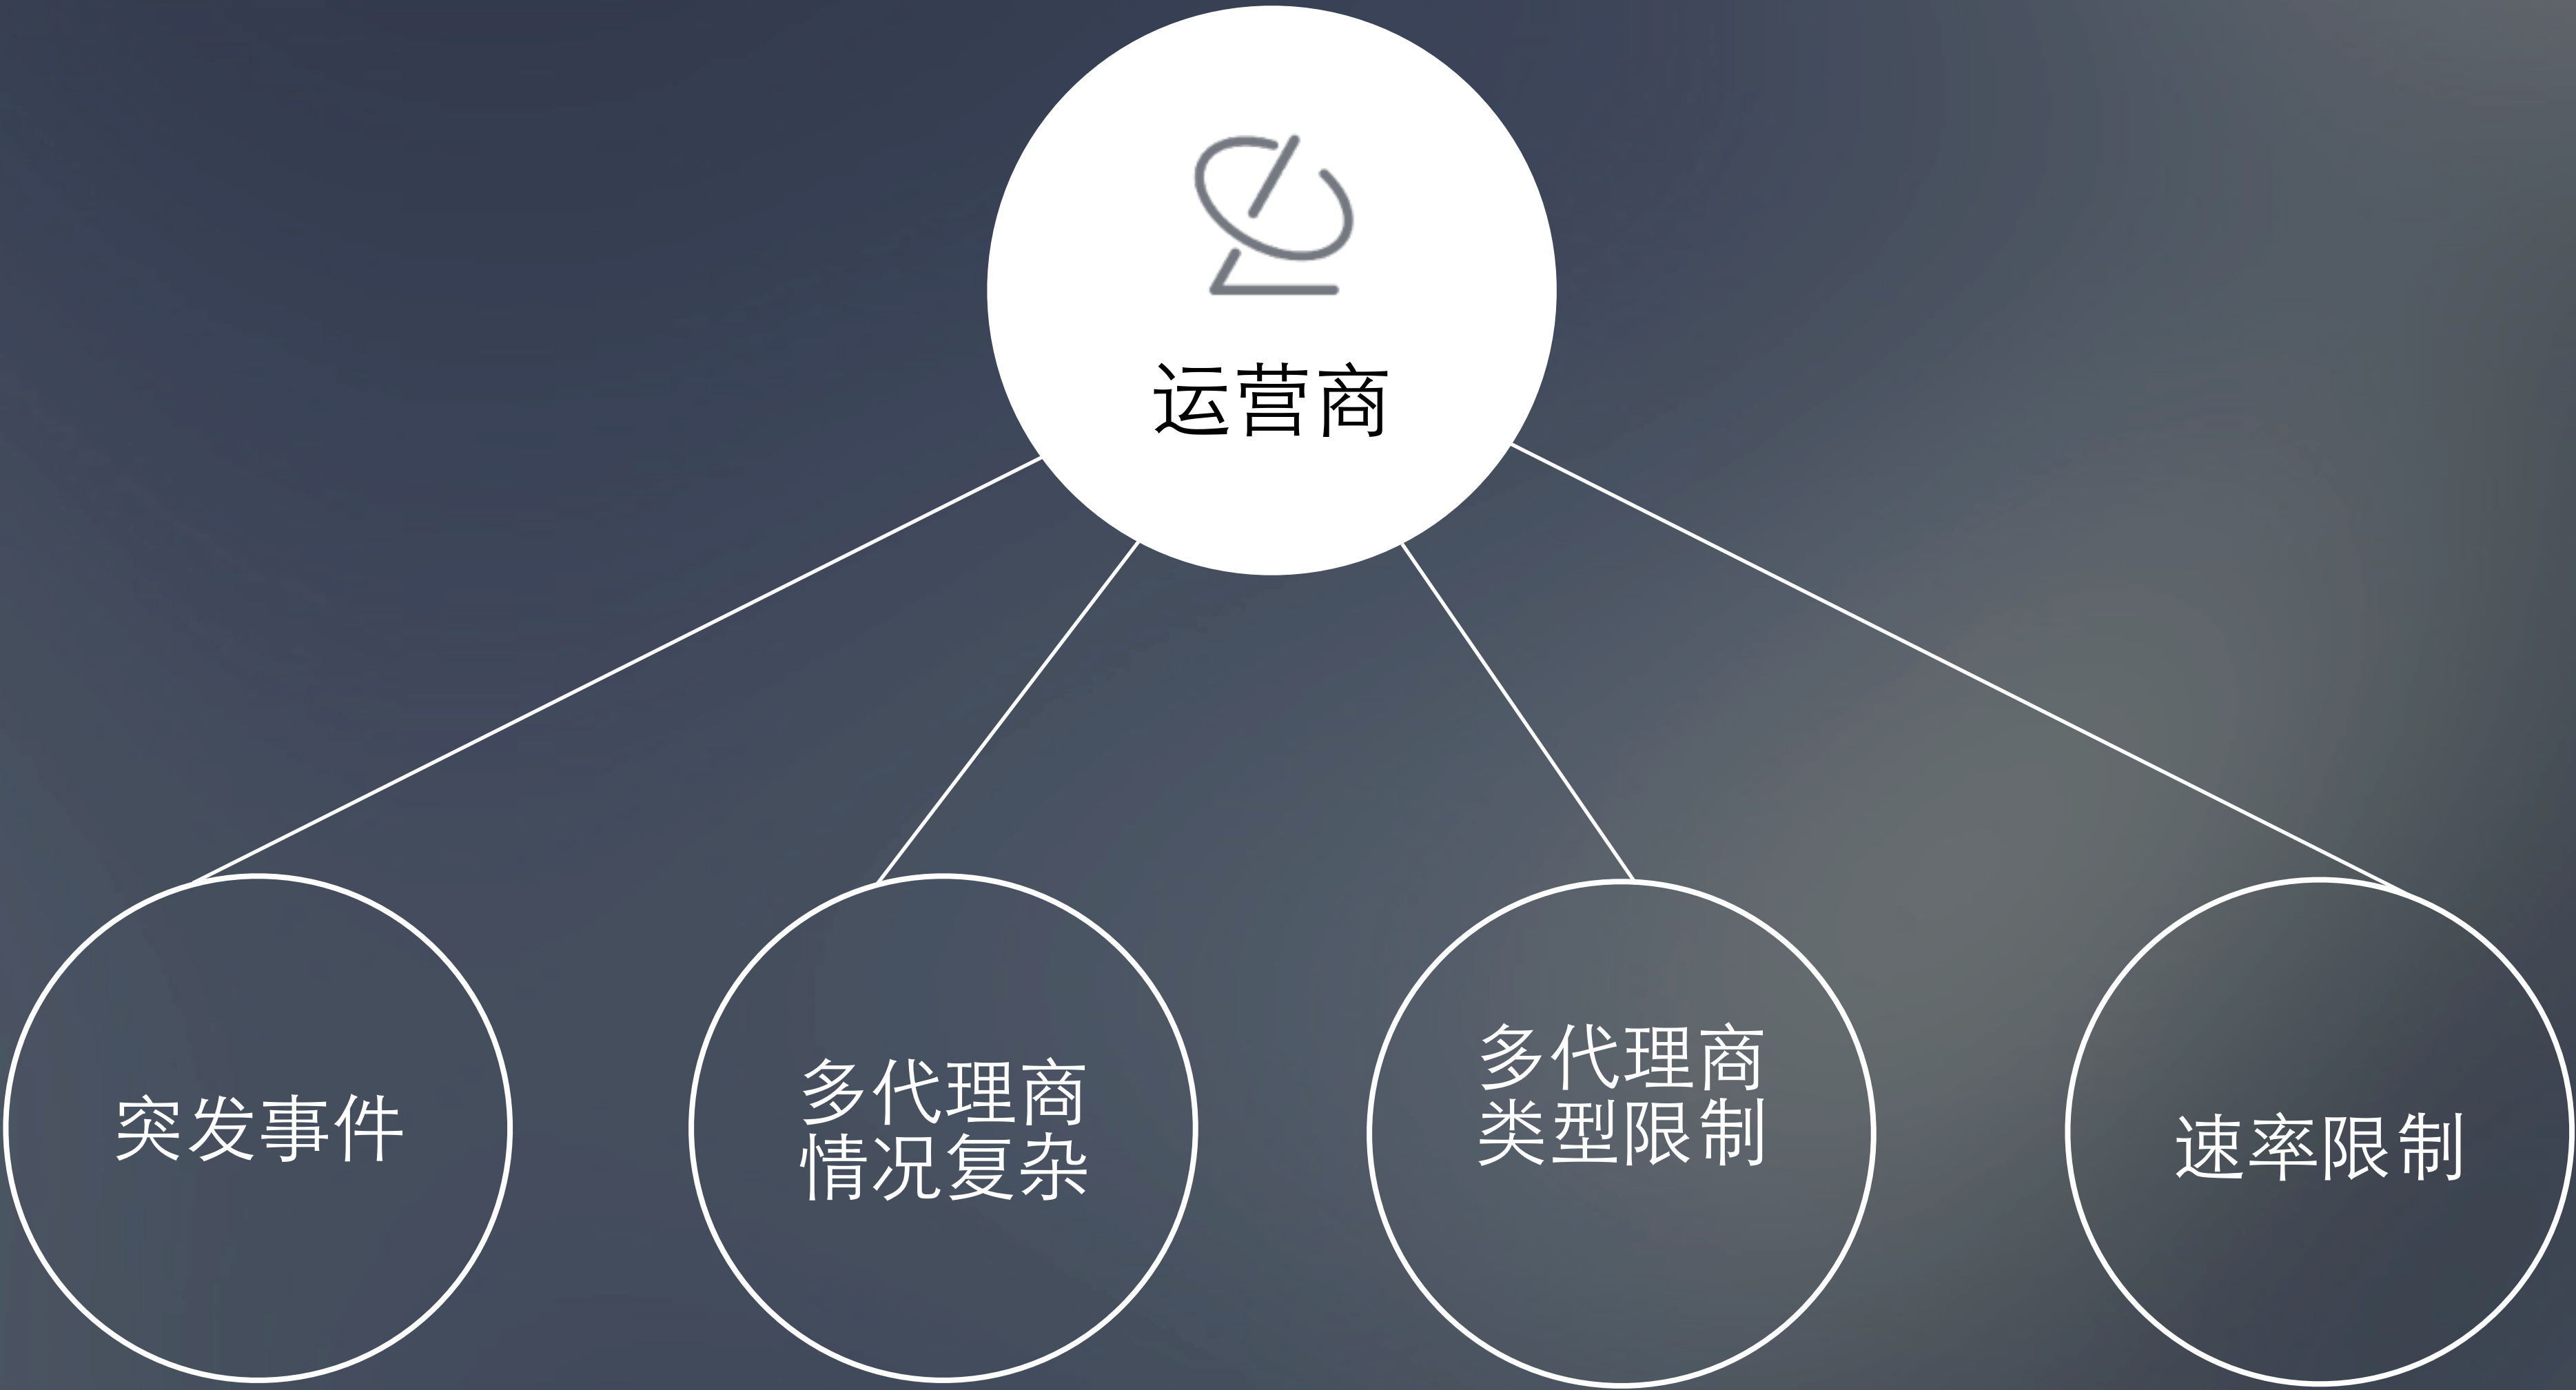 运营商
突发事件
多代理商
情况复杂
多代理商
类型限制
速率限制